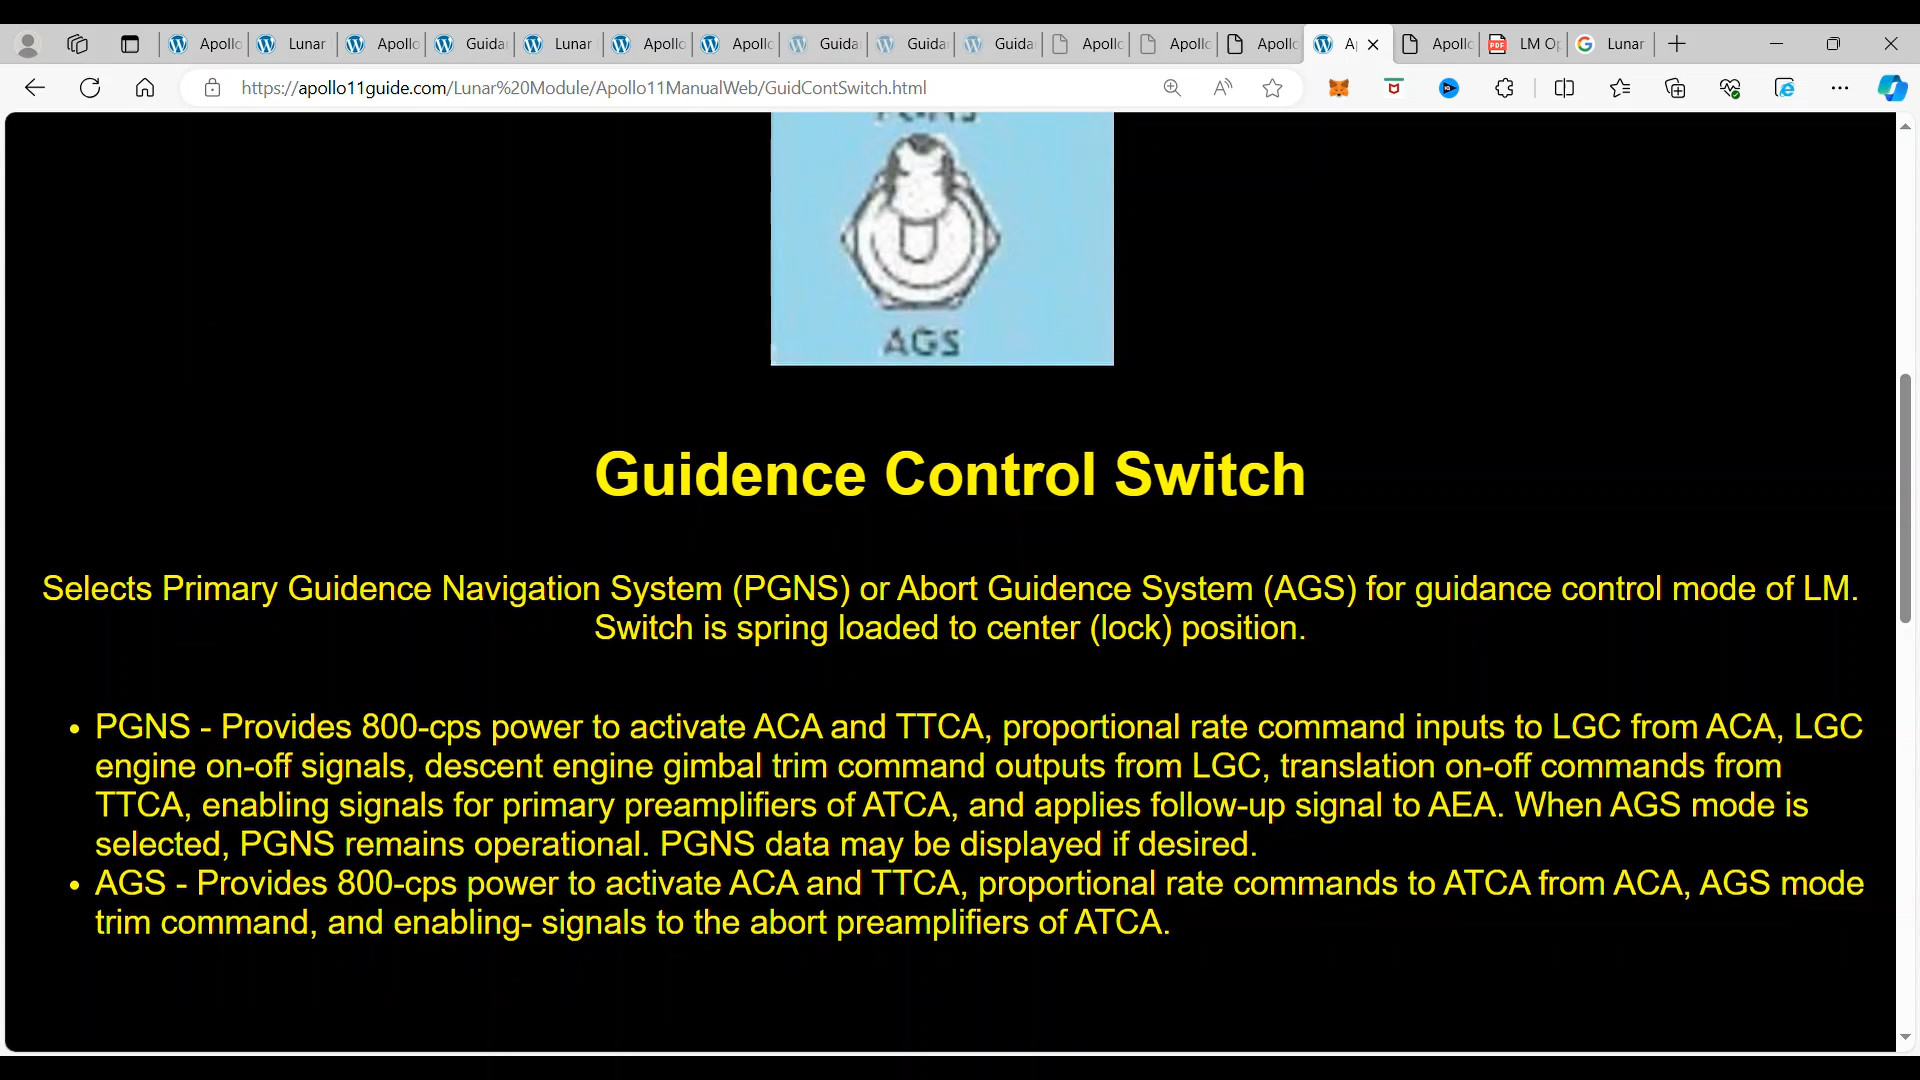 Apollo
Lunar
Apollo
Guidar
Lunar
Apollo
Apollo
Guidar
Guidar
Guida
Apollo
Apollo
Apollo
A
Apollo
PDF
LM Op
Lunar
https://apollo11guide.com/Lunar%20Module/Apollo11ManualWeb/GuidContSwitch.html
AGS
Guidence Control Switch
Selects Primary Guidence Navigation System (PGNS) or Abort Guidence System (AGS) for guidance control mode of LM.
Switch is spring loaded to center (lock) position.
• PGNS - Provides 800-cps power to activate ACA and TTCA, proportional rate command inputs to LGC from ACA, LGC
engine on-off signals, descent engine gimbal trim command outputs from LGC, translation on-off commands from
TTCA, enabling signals for primary preamplifiers of ATCA, and applies follow-up signal to AEA. When AGS mode is
selected, PGNS remains operational. PGNS data may be displayed if desired.
• AGS - Provides 800-cps power to activate ACA and TTCA, proportional rate commands to ATCA from ACA, AGS mode
trim command, and enabling- signals to the abort preamplifiers of ATCA.